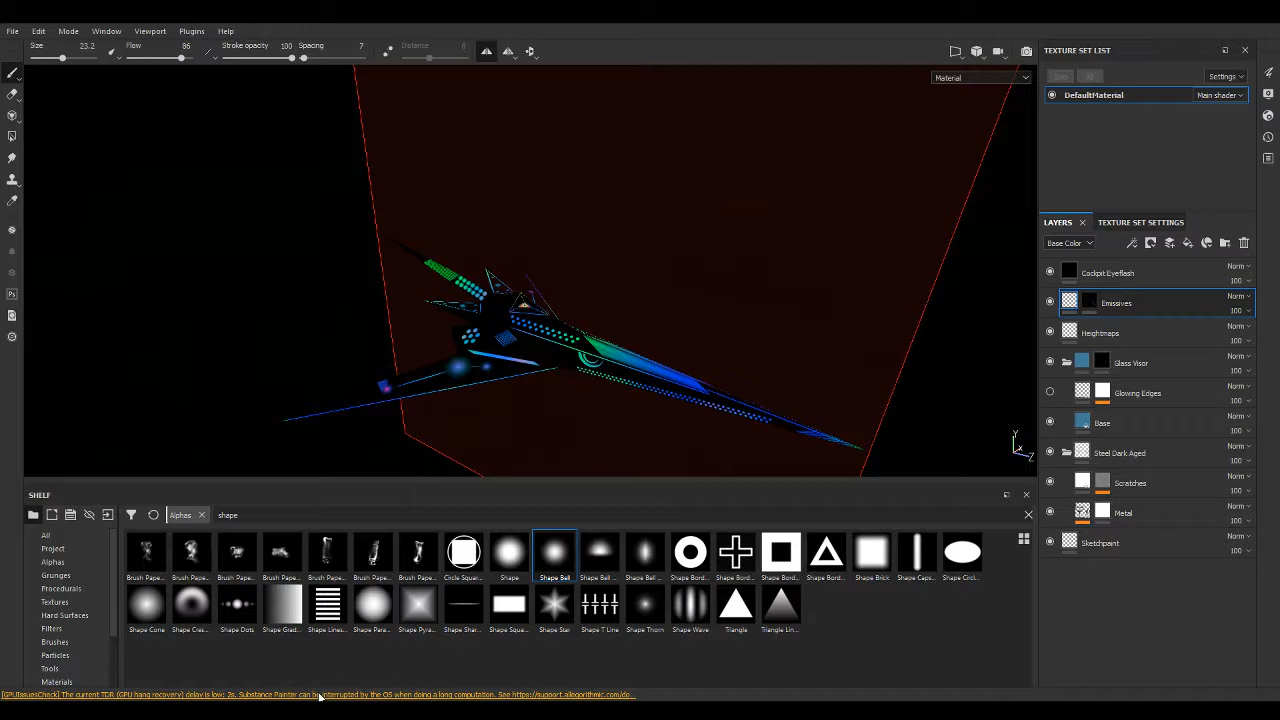 File Edit Mode Window Viewport Plugins Help
Size 23.2 Flow 86 Stroke opacity 100 Spacing 7 Distance 8
Material
TEXTURE SET LIST
Settings
DefaultMaterial Main shader
LAYERS TEXTURE SET SETTINGS
Base Color
Cockpit Eyeflash Norm 100
Emissives Norm 100
Heightmaps Norm 100
Glass Visor Norm 100
Glowing Edges Norm 100
Base Norm 100
Steel Dark Aged Norm 100
Scratches Norm 100
Metal Norm 100
Sketchpaint Norm 100
Y
Z
SHELF
Alphas shape
All
Project
Alphas
Grunges
Procedurals
Textures
Hard Surfaces
Filters
Brushes
Particles
Tools
Materials
Brush Pape... Brush Pape... Brush Pape... Brush Pape... Brush Pape... Brush Pape... Brush Pape... Circle Squar... Shape Shape Bell Shape Bell ... Shape Bell ... Shape Bord... Shape Bord... Shape Bord... Shape Bord... Shape Brick Shape Caps... Shape Circl...
Shape Cone Shape Cres... Shape Dots Shape Grad... Shape Lines... Shape Para... Shape Pyra... Shape Shar... Shape Squa... Shape Star Shape T Line Shape Thorn Shape Wave Triangle Triangle Lin...
[GPUIssuesCheck] The current TDR (GPU hang recovery) delay is low: 2s. Substance Painter can be interrupted by the OS when doing a long computation. See https://support.allegorithmic.com/do...